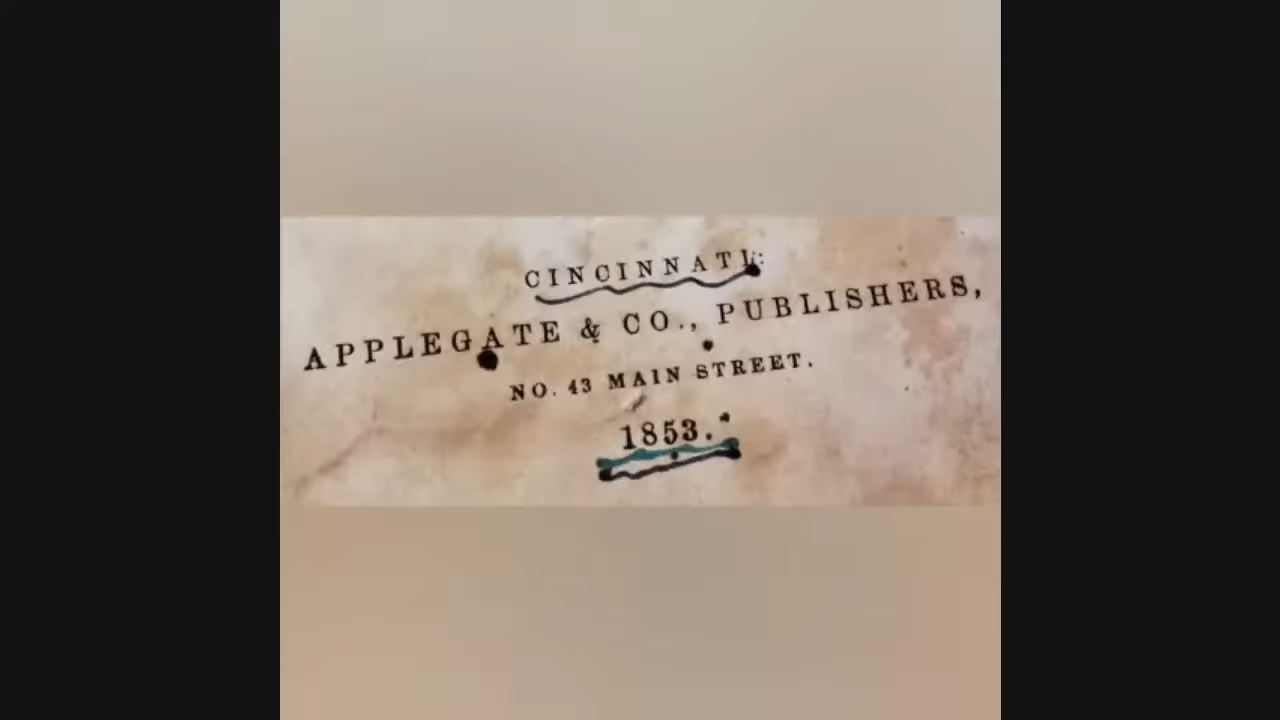 CINCINNATI:
APPLEGATE & CO., PUBLISHERS,
NO. 43 MAIN STREET.
1853.